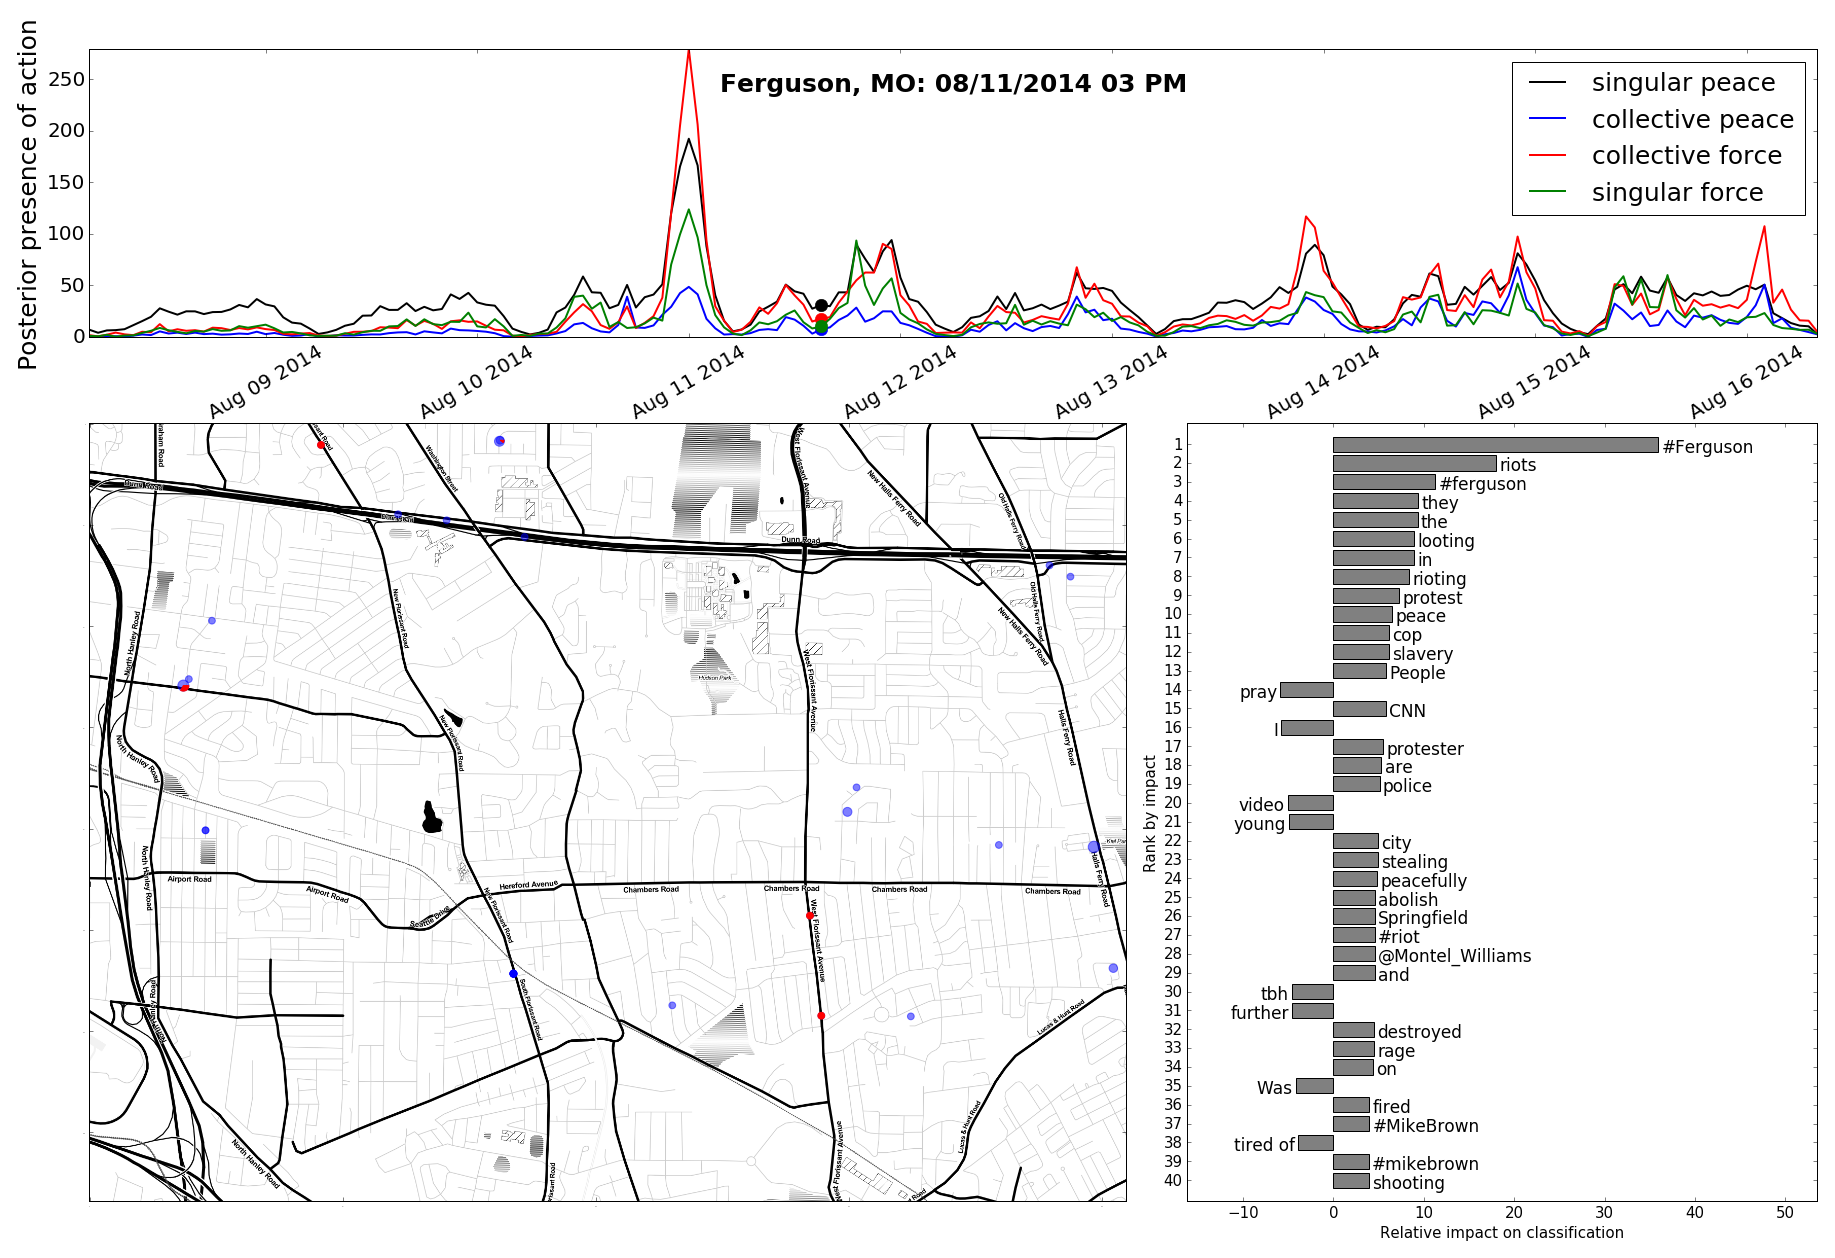 Ferguson, MO: 08/11/2014 03 PM
Posterior presence of action
250
200
150
100
50
0
singular peace
collective peace
collective force
singular force
Aug 09 2014
Aug 10 2014
Aug 11 2014
Aug 12 2014
Aug 13 2014
Aug 14 2014
Aug 15 2014
Aug 16 2014
Washington Street
West Florissant Avenue
New Halls Ferry Road
Old Halls Ferry Road
Dunn Road
Old Halls Ferry Road
New Halls Ferry Road
New Florissant Road
North Hanley Road
Hudson Park
West Florissant Avenue
New Florissant Road
Halls Ferry Road
North Hanley Road
North Hanley Road
Airport Road
Airport Road
Seattle Drive
Hereford Avenue
Chambers Road
Chambers Road
Chambers Road
Chambers Road
Halls Ferry Road
New Florissant Road
West Florissant Avenue
South Florissant Road
Lucas & Hunt Road
Lucas & Hunt Road
North Hanley Road
West Florissant Avenue
Rank by impact
1 #Ferguson
2 riots
3 #ferguson
4 they
5 the
6 looting
7 in
8 rioting
9 protest
10 peace
11 cop
12 slavery
13 People
14 pray
15 CNN
16 I
17 protester
18 are
19 police
20 video
21 young
22 city
23 stealing
24 peacefully
25 abolish
26 Springfield
27 #riot
28 @Montel_Williams
29 and
30 tbh
31 further
32 destroyed
33 rage
34 on
35 Was
36 fired
37 #MikeBrown
38 tired of
39 #mikebrown
40 shooting
−10 0 10 20 30 40 50
Relative impact on classification